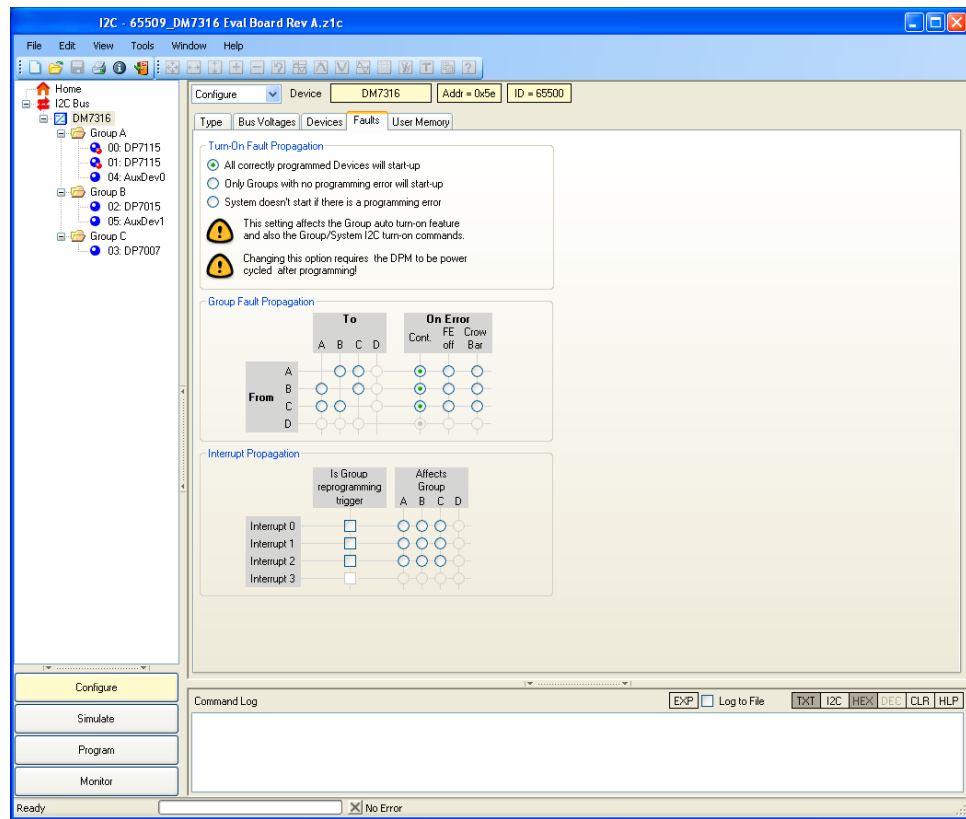 I2C - 65509_DM7316 Eval Board Rev A.z1c
File Edit View Tools Window Help
Home
I2C Bus
DM7316
Group A
00: DP7115
01: DP7115
04: AuxDev0
Group B
02: DP7015
05: AuxDev1
Group C
03: DP7007
Configure
Simulate
Program
Monitor
Configure Device DM7316 Addr = 0x5e ID = 65500
Type Bus Voltages Devices Faults User Memory
Turn-On Fault Propagation
All correctly programmed Devices will start-up
Only Groups with no programming error will start-up
System doesn't start if there is a programming error
This setting affects the Group auto turn-on feature
and also the Group/System I2C turn-on commands.
Changing this option requires the DPM to be power
cycled after programming!
Group Fault Propagation
To On Error
A B C D Cont. FE off Crow Bar
From
A
B
C
D
Interrupt Propagation
Is Group reprogramming trigger
Affects Group
A B C D
Interrupt 0
Interrupt 1
Interrupt 2
Interrupt 3
Command Log EXP Log to File TXT I2C HEX DEC CLR HLP
Ready No Error